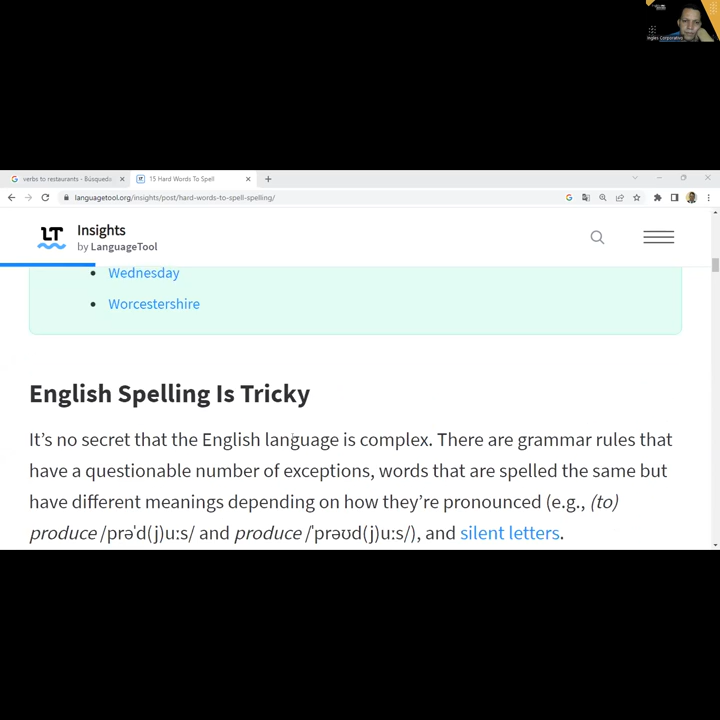 Ingles Corporativo
verbs to restaurants - Búsqueda
15 Hard Words To Spell
languagetool.org/insights/post/hard-words-to-spell-spelling/
LT
Insights
by LanguageTool
Wednesday
Worcestershire
English Spelling Is Tricky
It’s no secret that the English language is complex. There are grammar rules that
have a questionable number of exceptions, words that are spelled the same but
have different meanings depending on how they’re pronounced (e.g., (to)
produce /prəˈd(j)uːs/ and produce /ˈprəʊd(j)uːs/), and silent letters.